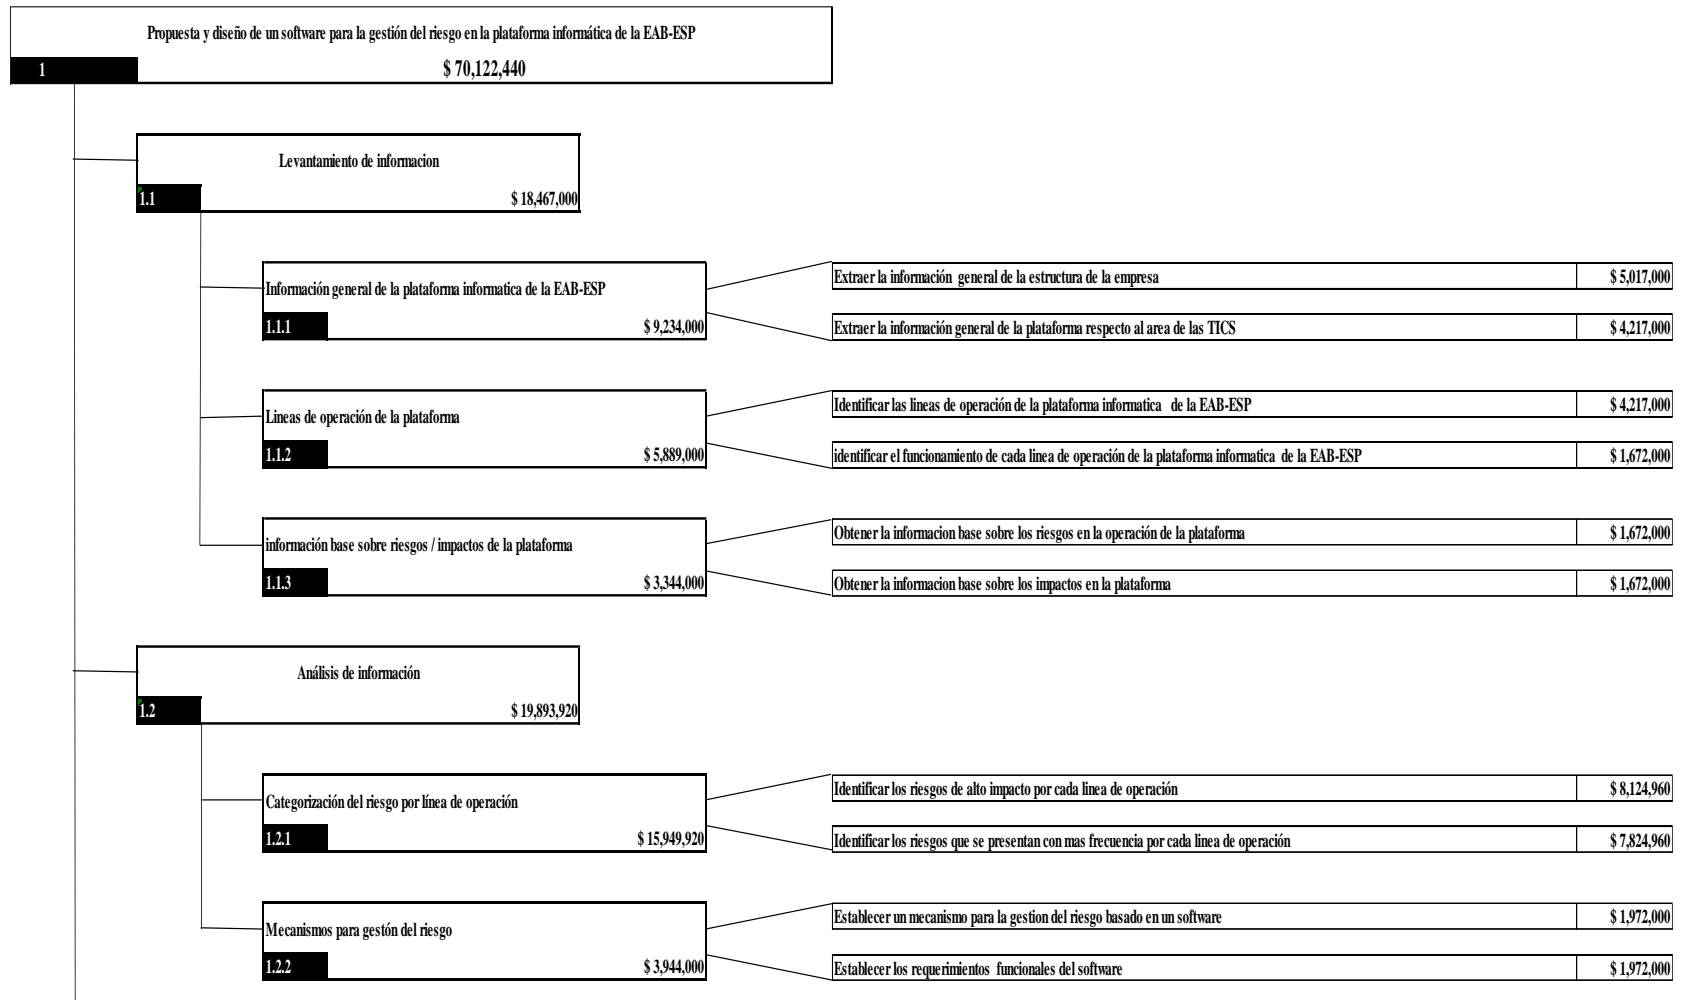 Propuesta y diseño de un software para la gestión del riesgo en la plataforma informática de la EAB-ESP
1
$ 70,122,440
Levantamiento de informacion
1.1
$ 18,467,000
Información general de la plataforma informatica de la EAB-ESP
1.1.1
$ 9,234,000
Extraer la información general de la estructura de la empresa
$ 5,017,000
Extraer la información general de la plataforma respecto al area de las TICS
$ 4,217,000
Lineas de operación de la plataforma
1.1.2
$ 5,889,000
Identificar las lineas de operación de la plataforma informatica de la EAB-ESP
$ 4,217,000
identificar el funcionamiento de cada linea de operación de la plataforma informatica de la EAB-ESP
$ 1,672,000
información base sobre riesgos / impactos de la plataforma
1.1.3
$ 3,344,000
Obtener la informacion base sobre los riesgos en la operación de la plataforma
$ 1,672,000
Obtener la informacion base sobre los impactos en la plataforma
$ 1,672,000
Análisis de información
1.2
$ 19,893,920
Categorización del riesgo por línea de operación
1.2.1
$ 15,949,920
Identificar los riesgos de alto impacto por cada linea de operación
$ 8,124,960
Identificar los riesgos que se presentan con mas frecuencia por cada linea de operación
$ 7,824,960
Mecanismos para gestón del riesgo
1.2.2
$ 3,944,000
Establecer un mecanismo para la gestion del riesgo basado en un software
$ 1,972,000
Establecer los requerimientos funcionales del software
$ 1,972,000